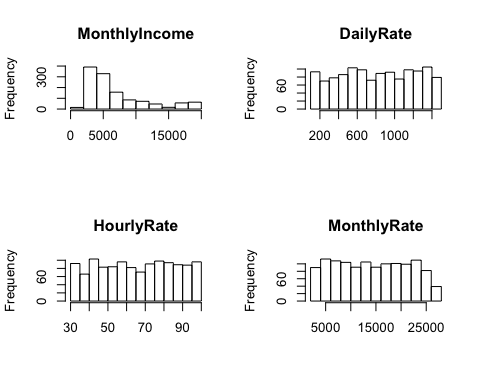 MonthlyIncome
Frequency
0 300
0 5000 15000
DailyRate
Frequency
0 60
200 600 1000
HourlyRate
Frequency
0 60
30 50 70 90
MonthlyRate
Frequency
0 60
5000 15000 25000